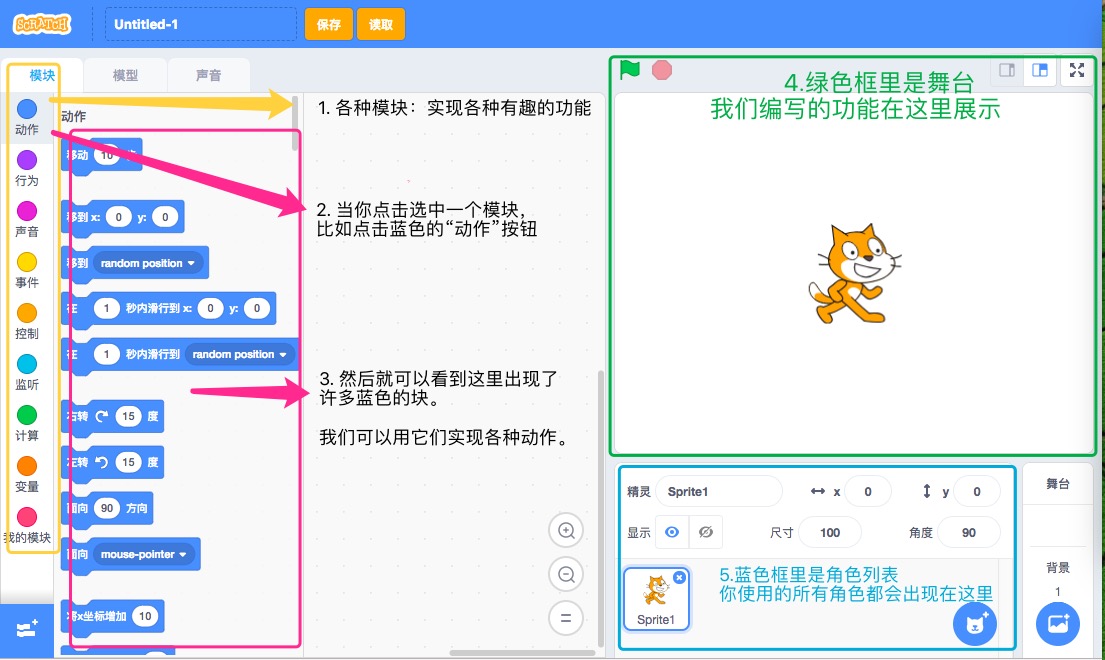 SCRATCH
Untitled-1
保存
读取
模块
模型
声音
动作
行为
声音
事件
控制
监听
计算
变量
我的模块
动作
移动 10 步
移到 x: 0 y: 0
移到 random position
在 1 秒内滑行到 x: 0 y: 0
在 1 秒内滑行到 random position
右转 15 度
左转 15 度
面向 90 方向
面向 mouse-pointer
将x坐标增加 10
1. 各种模块：实现各种有趣的功能
2. 当你点击选中一个模块，
比如点击蓝色的“动作”按钮
3. 然后就可以看到这里出现了
许多蓝色的块。
我们可以用它们实现各种动作。
4.绿色框里是舞台
我们编写的功能在这里展示
精灵 Sprite1 x 0 y 0
显示 尺寸 100 角度 90
Sprite1
5.蓝色框里是角色列表
你使用的所有角色都会出现在这里
舞台
背景
1